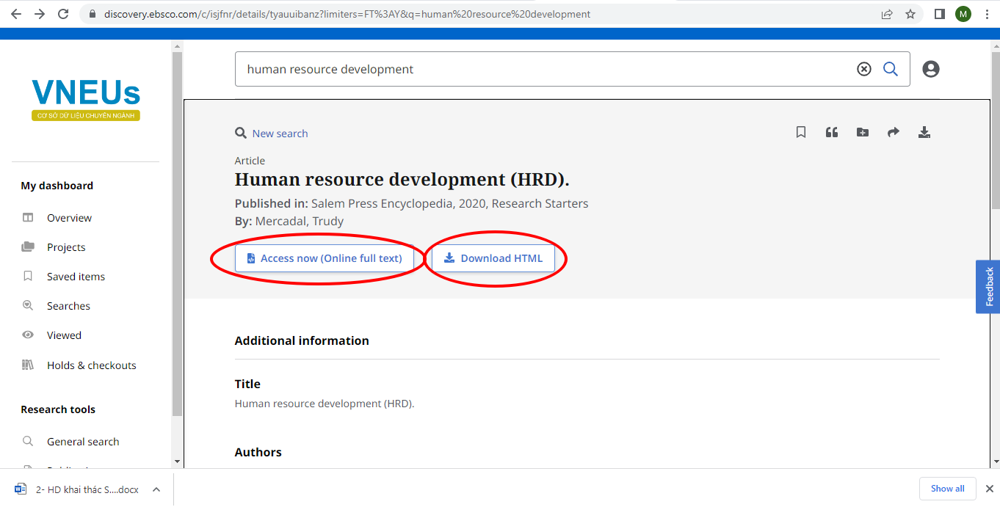 discovery.ebsco.com/c/isjfnr/details/tyauuibanz?limiters=FT%3AY&q=human%20resource%20development
M
VNEUs
CƠ SỞ DỮ LIỆU CHUYÊN NGÀNH
My dashboard
Overview
Projects
Saved items
Searches
Viewed
Holds & checkouts
Research tools
General search
human resource development
New search
Article
Human resource development (HRD).
Published in: Salem Press Encyclopedia, 2020, Research Starters
By: Mercadal, Trudy
Access now (Online full text)
Download HTML
Feedback
Additional information
Title
Human resource development (HRD).
Authors
2- HD khai thác S....docx
Show all